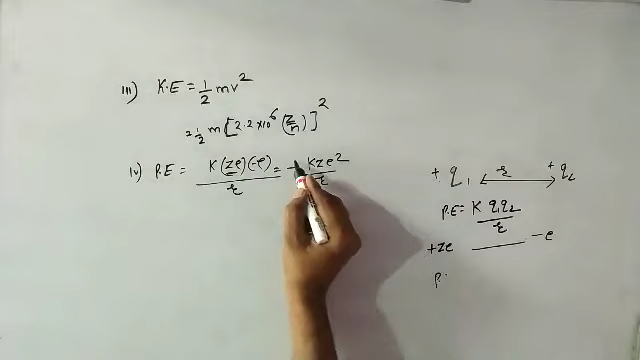 iii) K.E = 1/2 mv²
= 1/2 m [2.2×10⁶ (Z/n)]²
iv) P.E = K(ze)(-e)/r = - Kze²/r
+ q₁ ⟷ r + q₂
P.E = K q₁q₂/r
+ze —— -e
P.